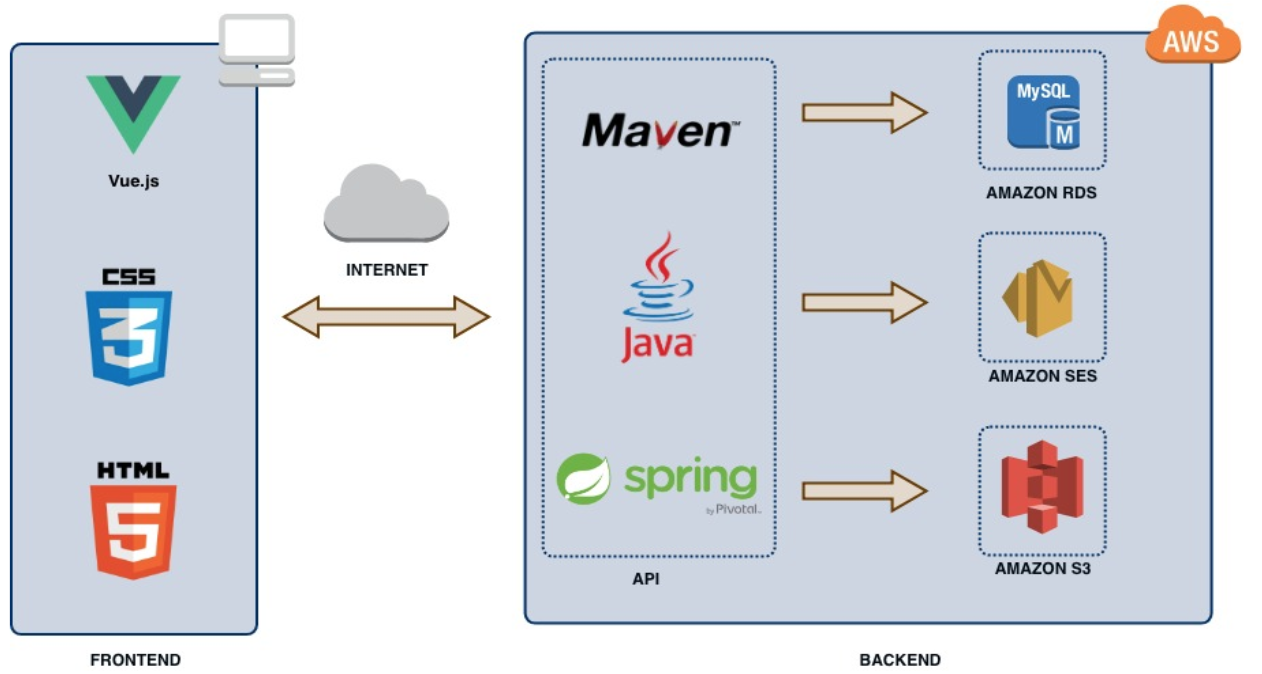 Vue.js
CSS
3
HTML
5
FRONTEND
INTERNET
Maven™
Java™
spring
by Pivotal.
API
AWS
MySQL
M
AMAZON RDS
AMAZON SES
AMAZON S3
BACKEND